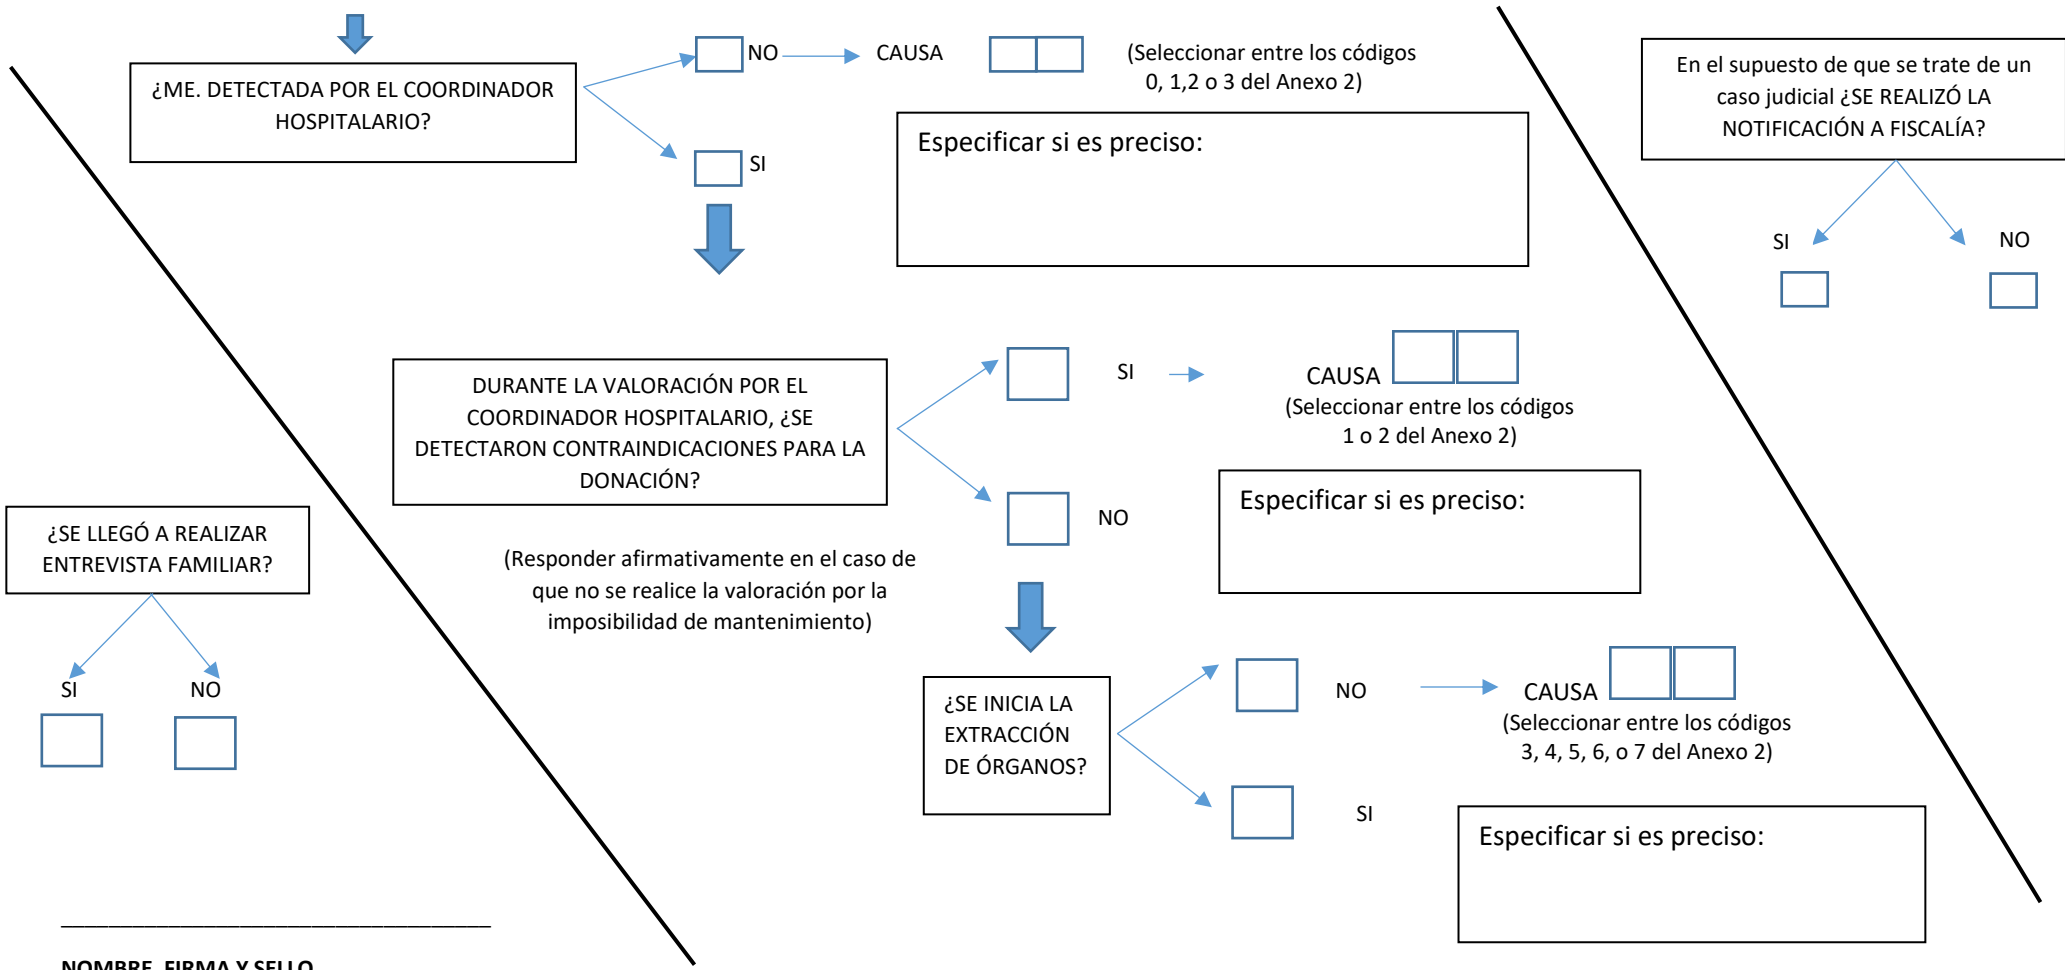 ¿ME. DETECTADA POR EL COORDINADOR
HOSPITALARIO?
NO
CAUSA
(Seleccionar entre los códigos
0, 1,2 o 3 del Anexo 2)
SI
Especificar si es preciso:
En el supuesto de que se trate de un
caso judicial ¿SE REALIZÓ LA
NOTIFICACIÓN A FISCALÍA?
SI
NO
DURANTE LA VALORACIÓN POR EL
COORDINADOR HOSPITALARIO, ¿SE
DETECTARON CONTRAINDICACIONES PARA LA
DONACIÓN?
(Responder afirmativamente en el caso de
que no se realice la valoración por la
imposibilidad de mantenimiento)
SI
CAUSA
(Seleccionar entre los códigos
1 o 2 del Anexo 2)
NO
Especificar si es preciso:
¿SE LLEGÓ A REALIZAR
ENTREVISTA FAMILIAR?
SI
NO
¿SE INICIA LA
EXTRACCIÓN
DE ÓRGANOS?
NO
CAUSA
(Seleccionar entre los códigos
3, 4, 5, 6, o 7 del Anexo 2)
SI
Especificar si es preciso:
NOMBRE, FIRMA Y SELLO